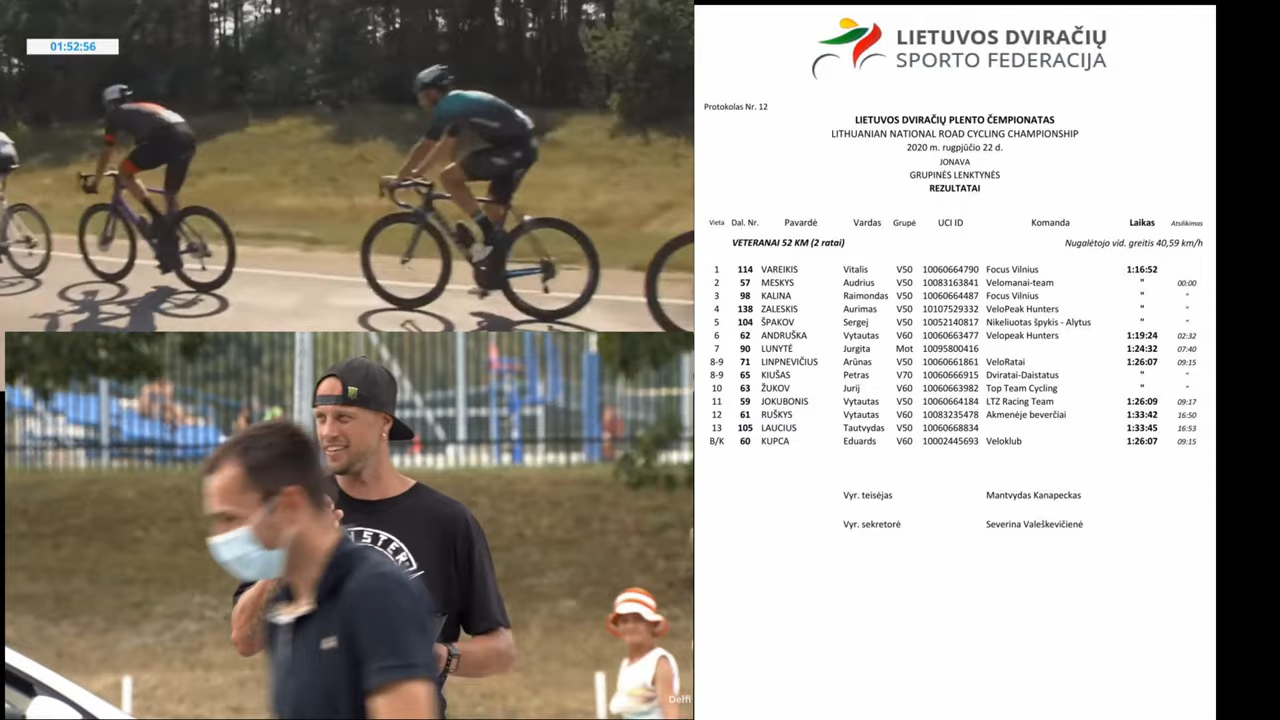 01:52:56
LIETUVOS DVIRAČIŲ
SPORTO FEDERACIJA
Protokolas Nr. 12
LIETUVOS DVIRAČIŲ PLENTO ČEMPIONATAS
LITHUANIAN NATIONAL ROAD CYCLING CHAMPIONSHIP
2020 m. rugpjūčio 22 d.
JONAVA
GRUPINĖS LENKTYNĖS
REZULTATAI
Vieta Dal. Nr. Pavardė Vardas Grupė UCI ID Komanda Laikas Atsilikimas
VETERANAI 52 KM (2 ratai) Nugalėtojo vid. greitis 40,59 km/h
1 114 VAREIKIS Vitalis V50 10060664790 Focus Vilnius 1:16:52
2 57 MESKYS Audrius V50 10083163841 Velomanai-team " 00:00
3 98 KALINA Raimondas V50 10060664487 Focus Vilnius " "
4 138 ZALESKIS Aurimas V50 10107529332 VeloPeak Hunters " "
5 104 ŠPAKOV Sergej V50 10052140817 Nikeliuotas špykis - Alytus " "
6 62 ANDRUŠKA Vytautas V60 10060663477 Velopeak Hunters 1:19:24 02:32
7 90 LUNYTĖ Jurgita Mot 10095800416 1:24:32 07:40
8-9 71 LINPNEVIČIUS Arūnas V50 10060661861 VeloRatai 1:26:07 09:15
8-9 65 KIUŠAS Petras V70 10060666915 Dviratai-Daistatus " "
10 63 ŽUKOV Jurij V60 10060663982 Top Team Cycling " "
11 59 JOKUBONIS Vytautas V50 10060664184 LTZ Racing Team 1:26:09 09:17
12 61 RUŠKYS Vytautas V60 10083235478 Akmenėje beverčiai 1:33:42 16:50
13 105 LAUCIUS Tautvydas V50 10060668834 1:33:45 16:53
B/K 60 KUPCA Eduards V60 10002445693 Veloklub 1:26:07 09:15
Vyr. teisėjas Mantvydas Kanapeckas
Vyr. sekretorė Severina Valeškevičienė
Delfi